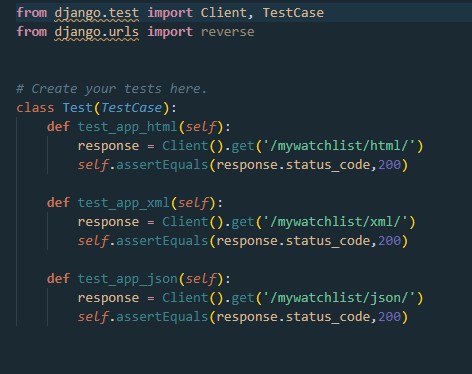 from django.test import Client, TestCase
from django.urls import reverse
# Create your tests here.
class Test(TestCase):
def test_app_html(self):
response = Client().get('/mywatchlist/html/')
self.assertEquals(response.status_code,200)
def test_app_xml(self):
response = Client().get('/mywatchlist/xml/')
self.assertEquals(response.status_code,200)
def test_app_json(self):
response = Client().get('/mywatchlist/json/')
self.assertEquals(response.status_code,200)